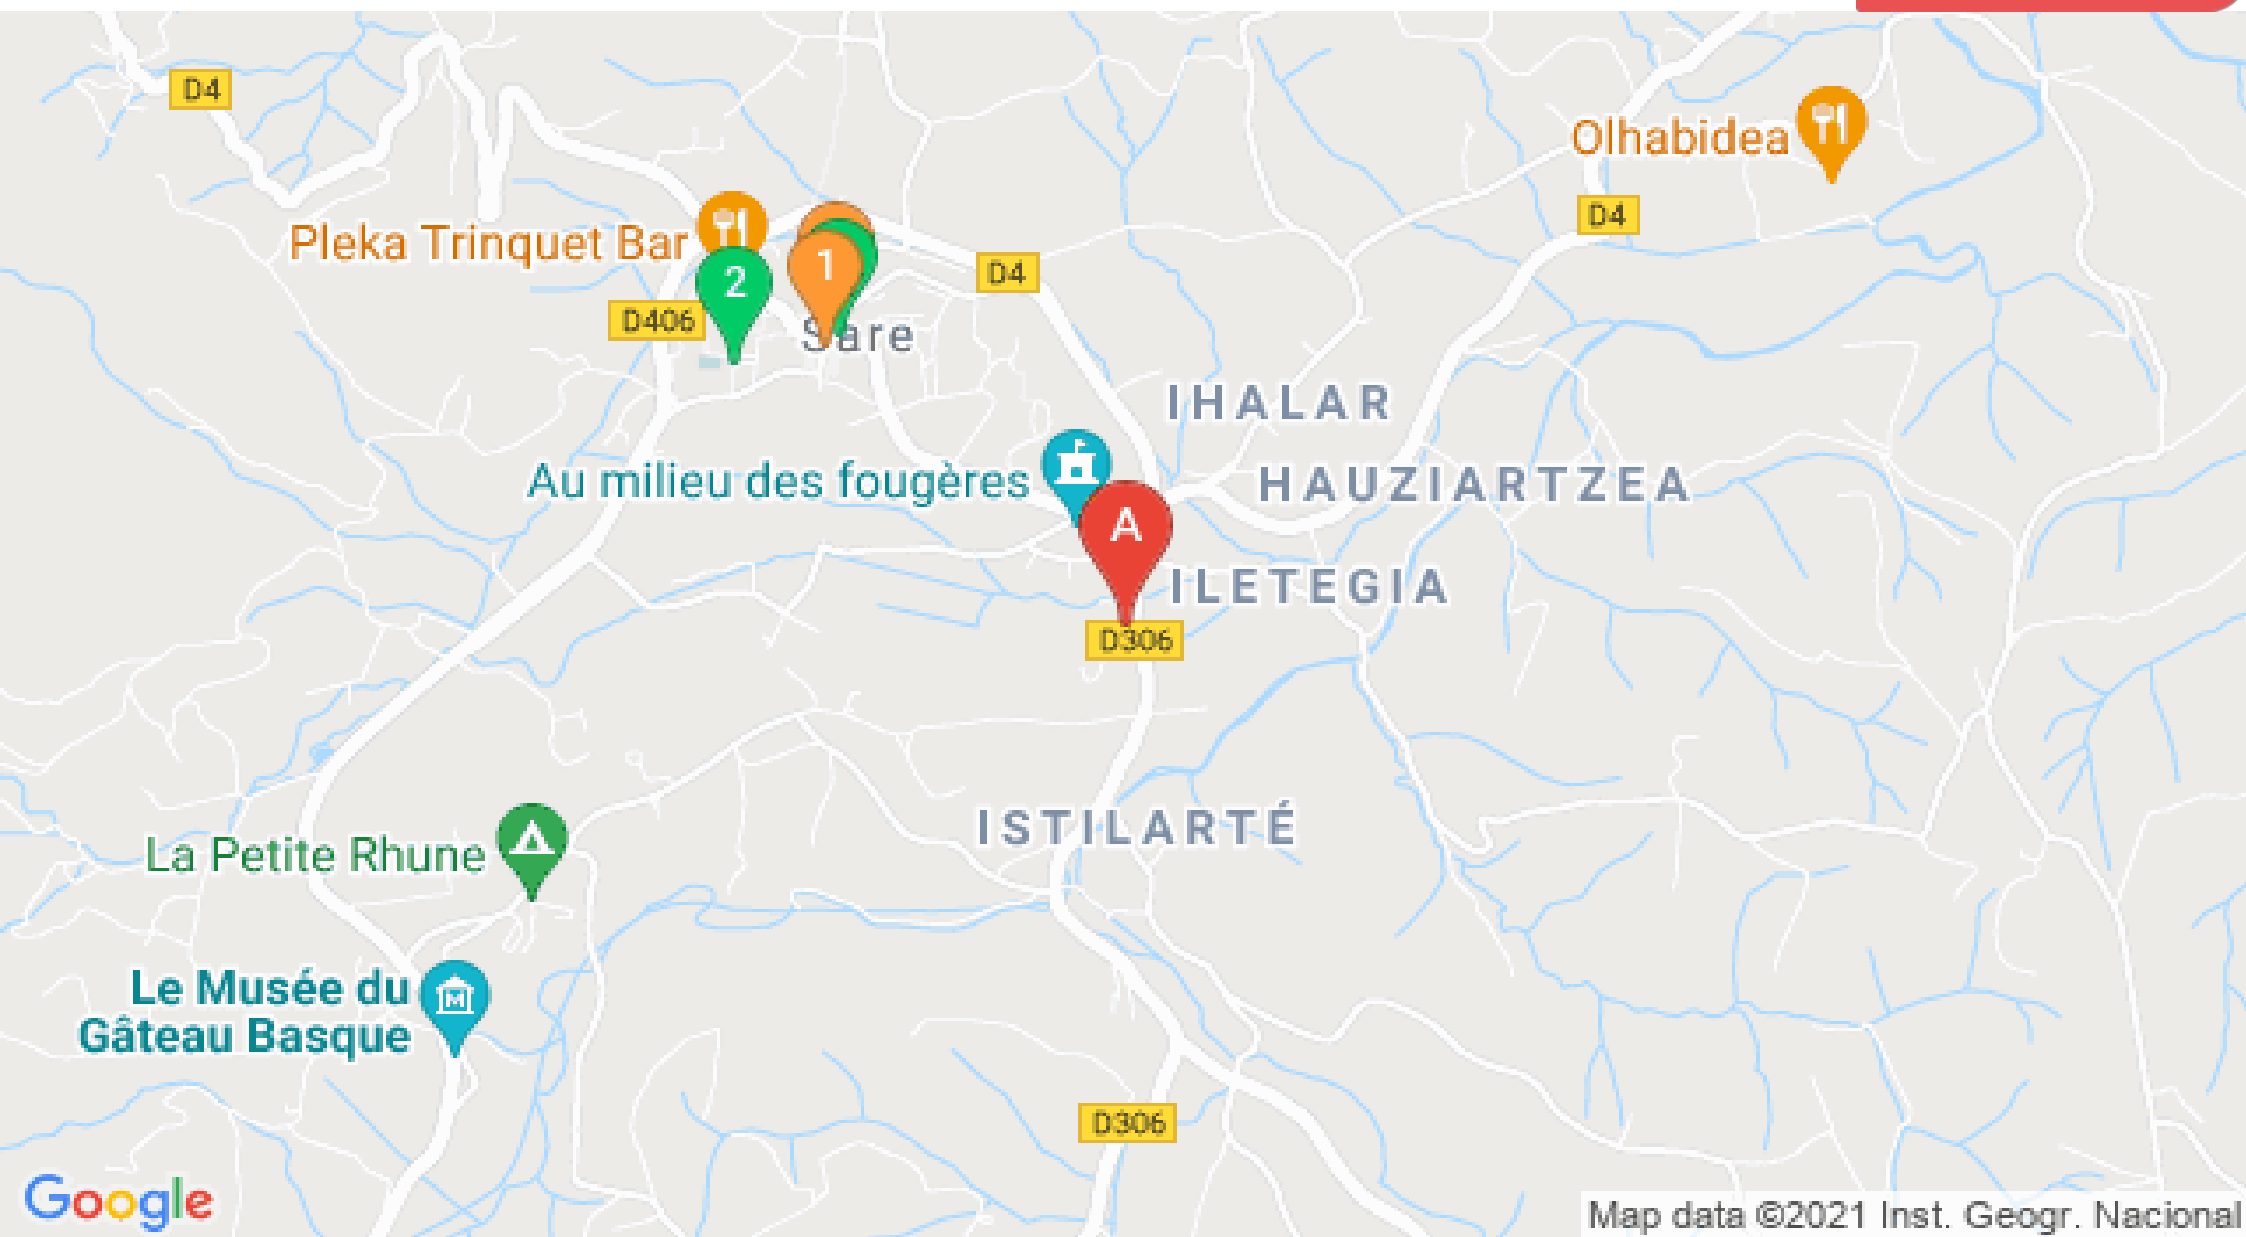 D4
Olhabidea
D4
Pleka Trinquet Bar
1
D4
2
D406
Sare
IHALAR
Au milieu des fougères
HAUZIARTZEA
A
ILETEGIA
D306
ISTILARTÉ
La Petite Rhune
Le Musée du
Gâteau Basque
M
D306
Google
Map data ©2021 Inst. Geogr. Nacional